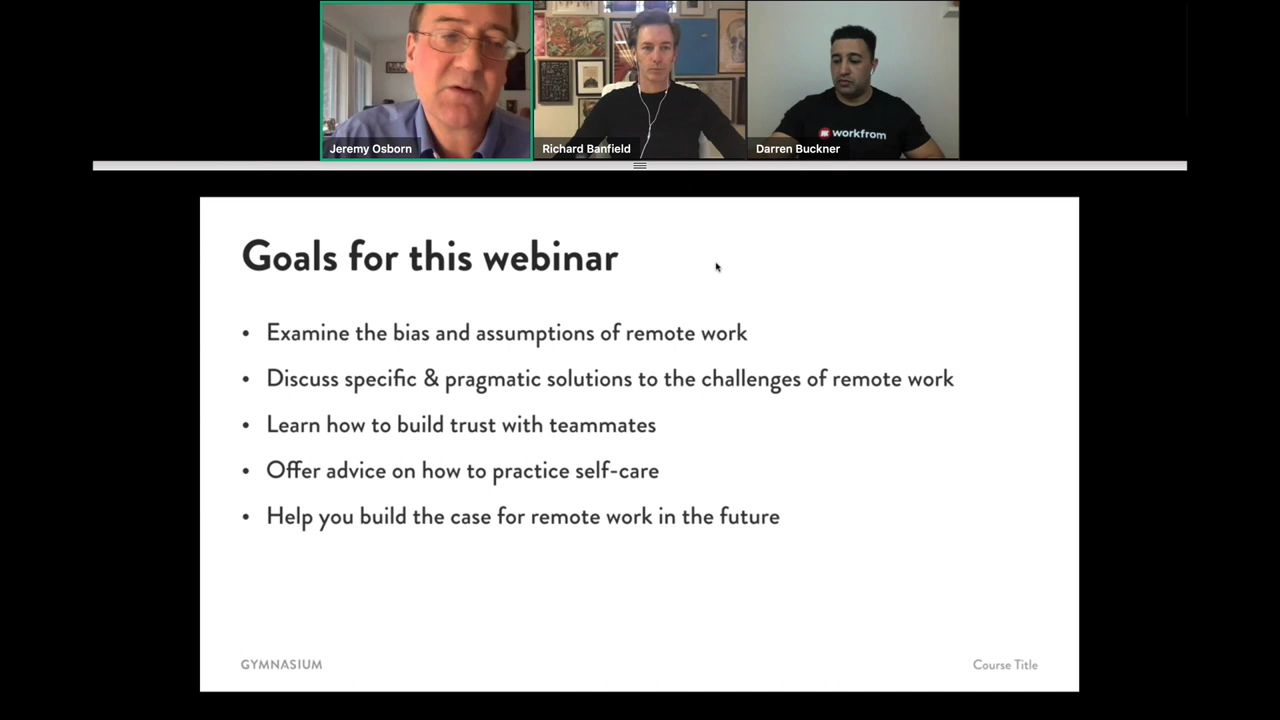 Jeremy Osborn
Richard Banfield
Darren Buckner
workfrom
Goals for this webinar
• Examine the bias and assumptions of remote work
• Discuss specific & pragmatic solutions to the challenges of remote work
• Learn how to build trust with teammates
• Offer advice on how to practice self-care
• Help you build the case for remote work in the future
GYMNASIUM
Course Title